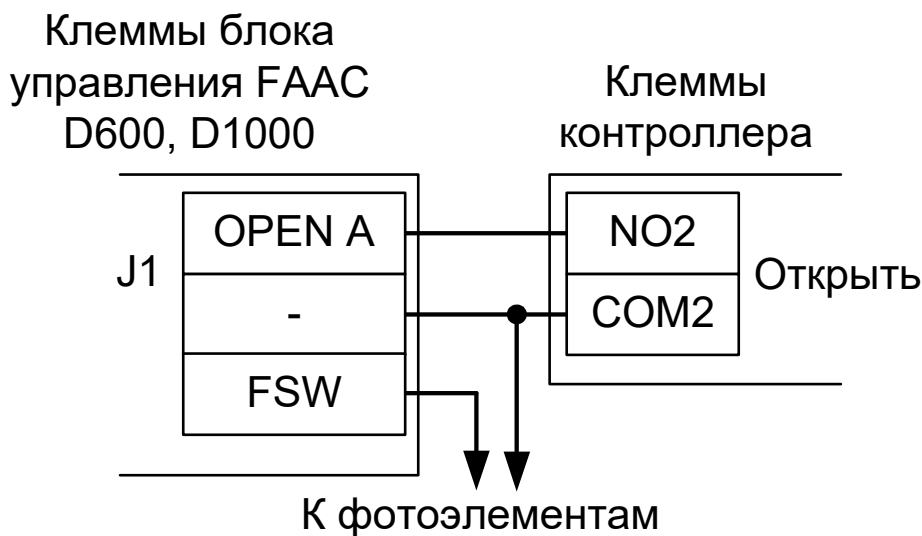 Клеммы блока
управления FAAC
D600, D1000
Клеммы
контроллера
J1
OPEN A
-
FSW
NO2
COM2
Открыть
К фотоэлементам